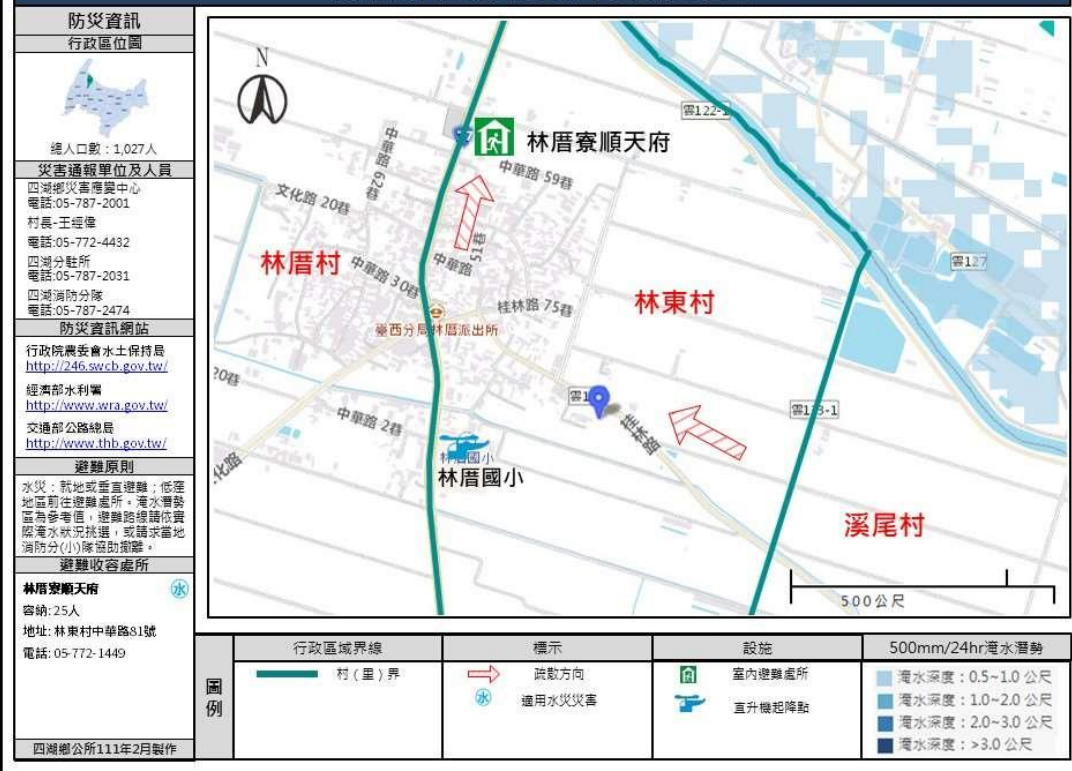 防災資訊
行政區位圖
總人口數：1,027人
災害通報單位及人員
四湖鄉災害應變中心
電話:05-787-2001
村長-王經偉
電話:05-772-4432
四湖分駐所
電話:05-787-2031
四湖消防分隊
電話:05-787-2474
防災資訊網站
行政院農委會水土保持局
http://246.swcb.gov.tw/
經濟部水利署
http://www.wra.gov.tw/
交通部公路總局
http://www.thb.gov.tw/
避難原則
水災：就地或垂直避難；低窪
地區前往避難處所。淹水潛勢
區為參考值，避難路線請依實
際淹水狀況挑選，或請求當地
消防分(小)隊協助撤離。
避難收容處所
林厝寮順天府
水
容納:25人
地址:林東村中華路81號
電話:05-772-1449
四湖鄉公所111年2月製作
N
雲122-1
林厝寮順天府
中華路 59巷
中華路 629巷
文化路 20巷
中華路 51巷
林厝村
中華路 30巷
雲127
林東村
桂林路 75巷
臺西分局林厝派出所
20巷
中華路 2巷
桂林路
雲123-1
林厝國小
林厝國小
化路
溪尾村
500公尺
圖例
行政區域界線
村（里）界
標示
疏散方向
水
適用水災災害
設施
室內避難處所
直升機起降點
500mm/24hr淹水潛勢
淹水深度：0.5~1.0 公尺
淹水深度：1.0~2.0 公尺
淹水深度：2.0~3.0 公尺
淹水深度：>3.0 公尺